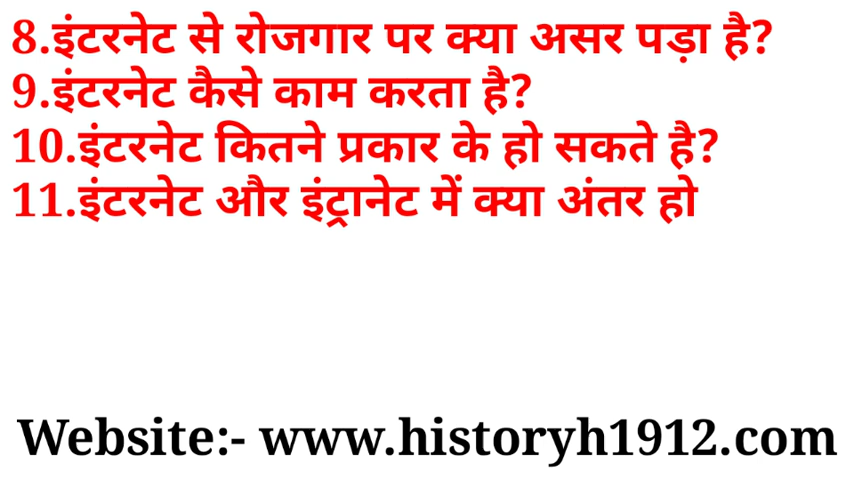 8.इंटरनेट से रोजगार पर क्या असर पड़ा है?
9.इंटरनेट कैसे काम करता है?
10.इंटरनेट कितने प्रकार के हो सकते है?
11.इंटरनेट और इंट्रानेट में क्या अंतर हो
Website:- www.historyh1912.com